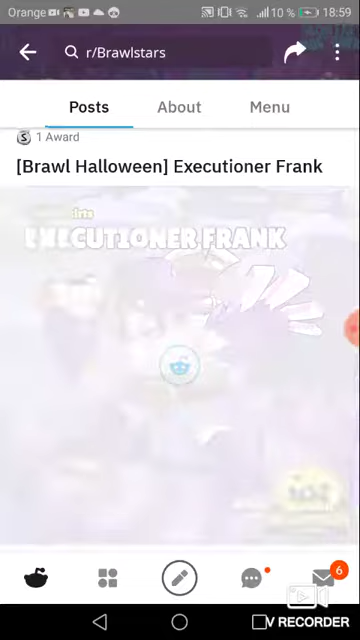 Orange 10 % 18:59
r/Brawlstars
Posts About Menu
1 Award
[Brawl Halloween] Executioner Frank
EXECUTIONER FRANK
6
V RECORDER